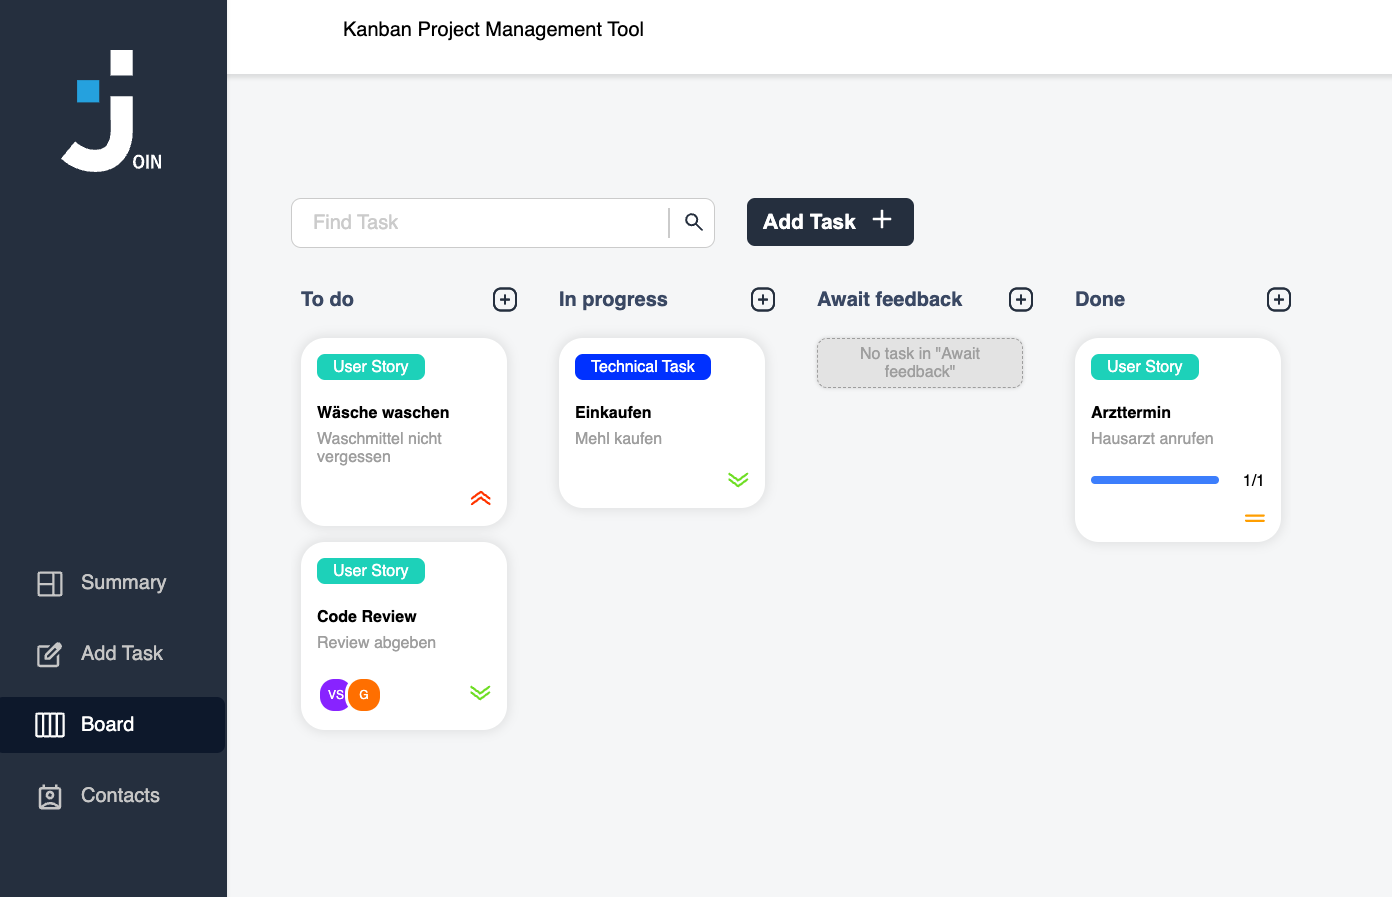 Kanban Project Management Tool
JOIN
Find Task
Add Task
To do
In progress
Await feedback
Done
User Story
Wäsche waschen
Waschmittel nicht
vergessen
User Story
Code Review
Review abgeben
VS
G
Technical Task
Einkaufen
Mehl kaufen
No task in "Await
feedback"
User Story
Arzttermin
Hausarzt anrufen
1/1
Summary
Add Task
Board
Contacts